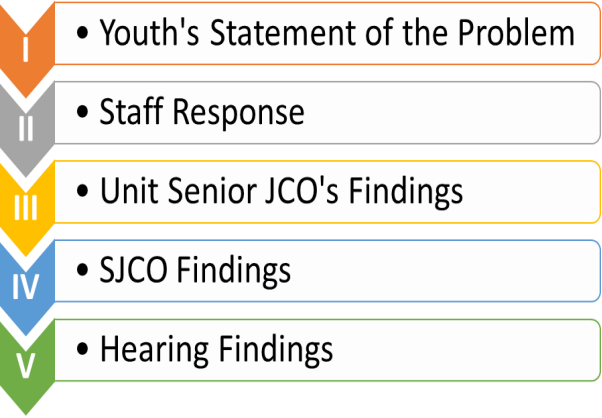 I • Youth's Statement of the Problem
II • Staff Response
III • Unit Senior JCO's Findings
IV • SJCO Findings
V • Hearing Findings